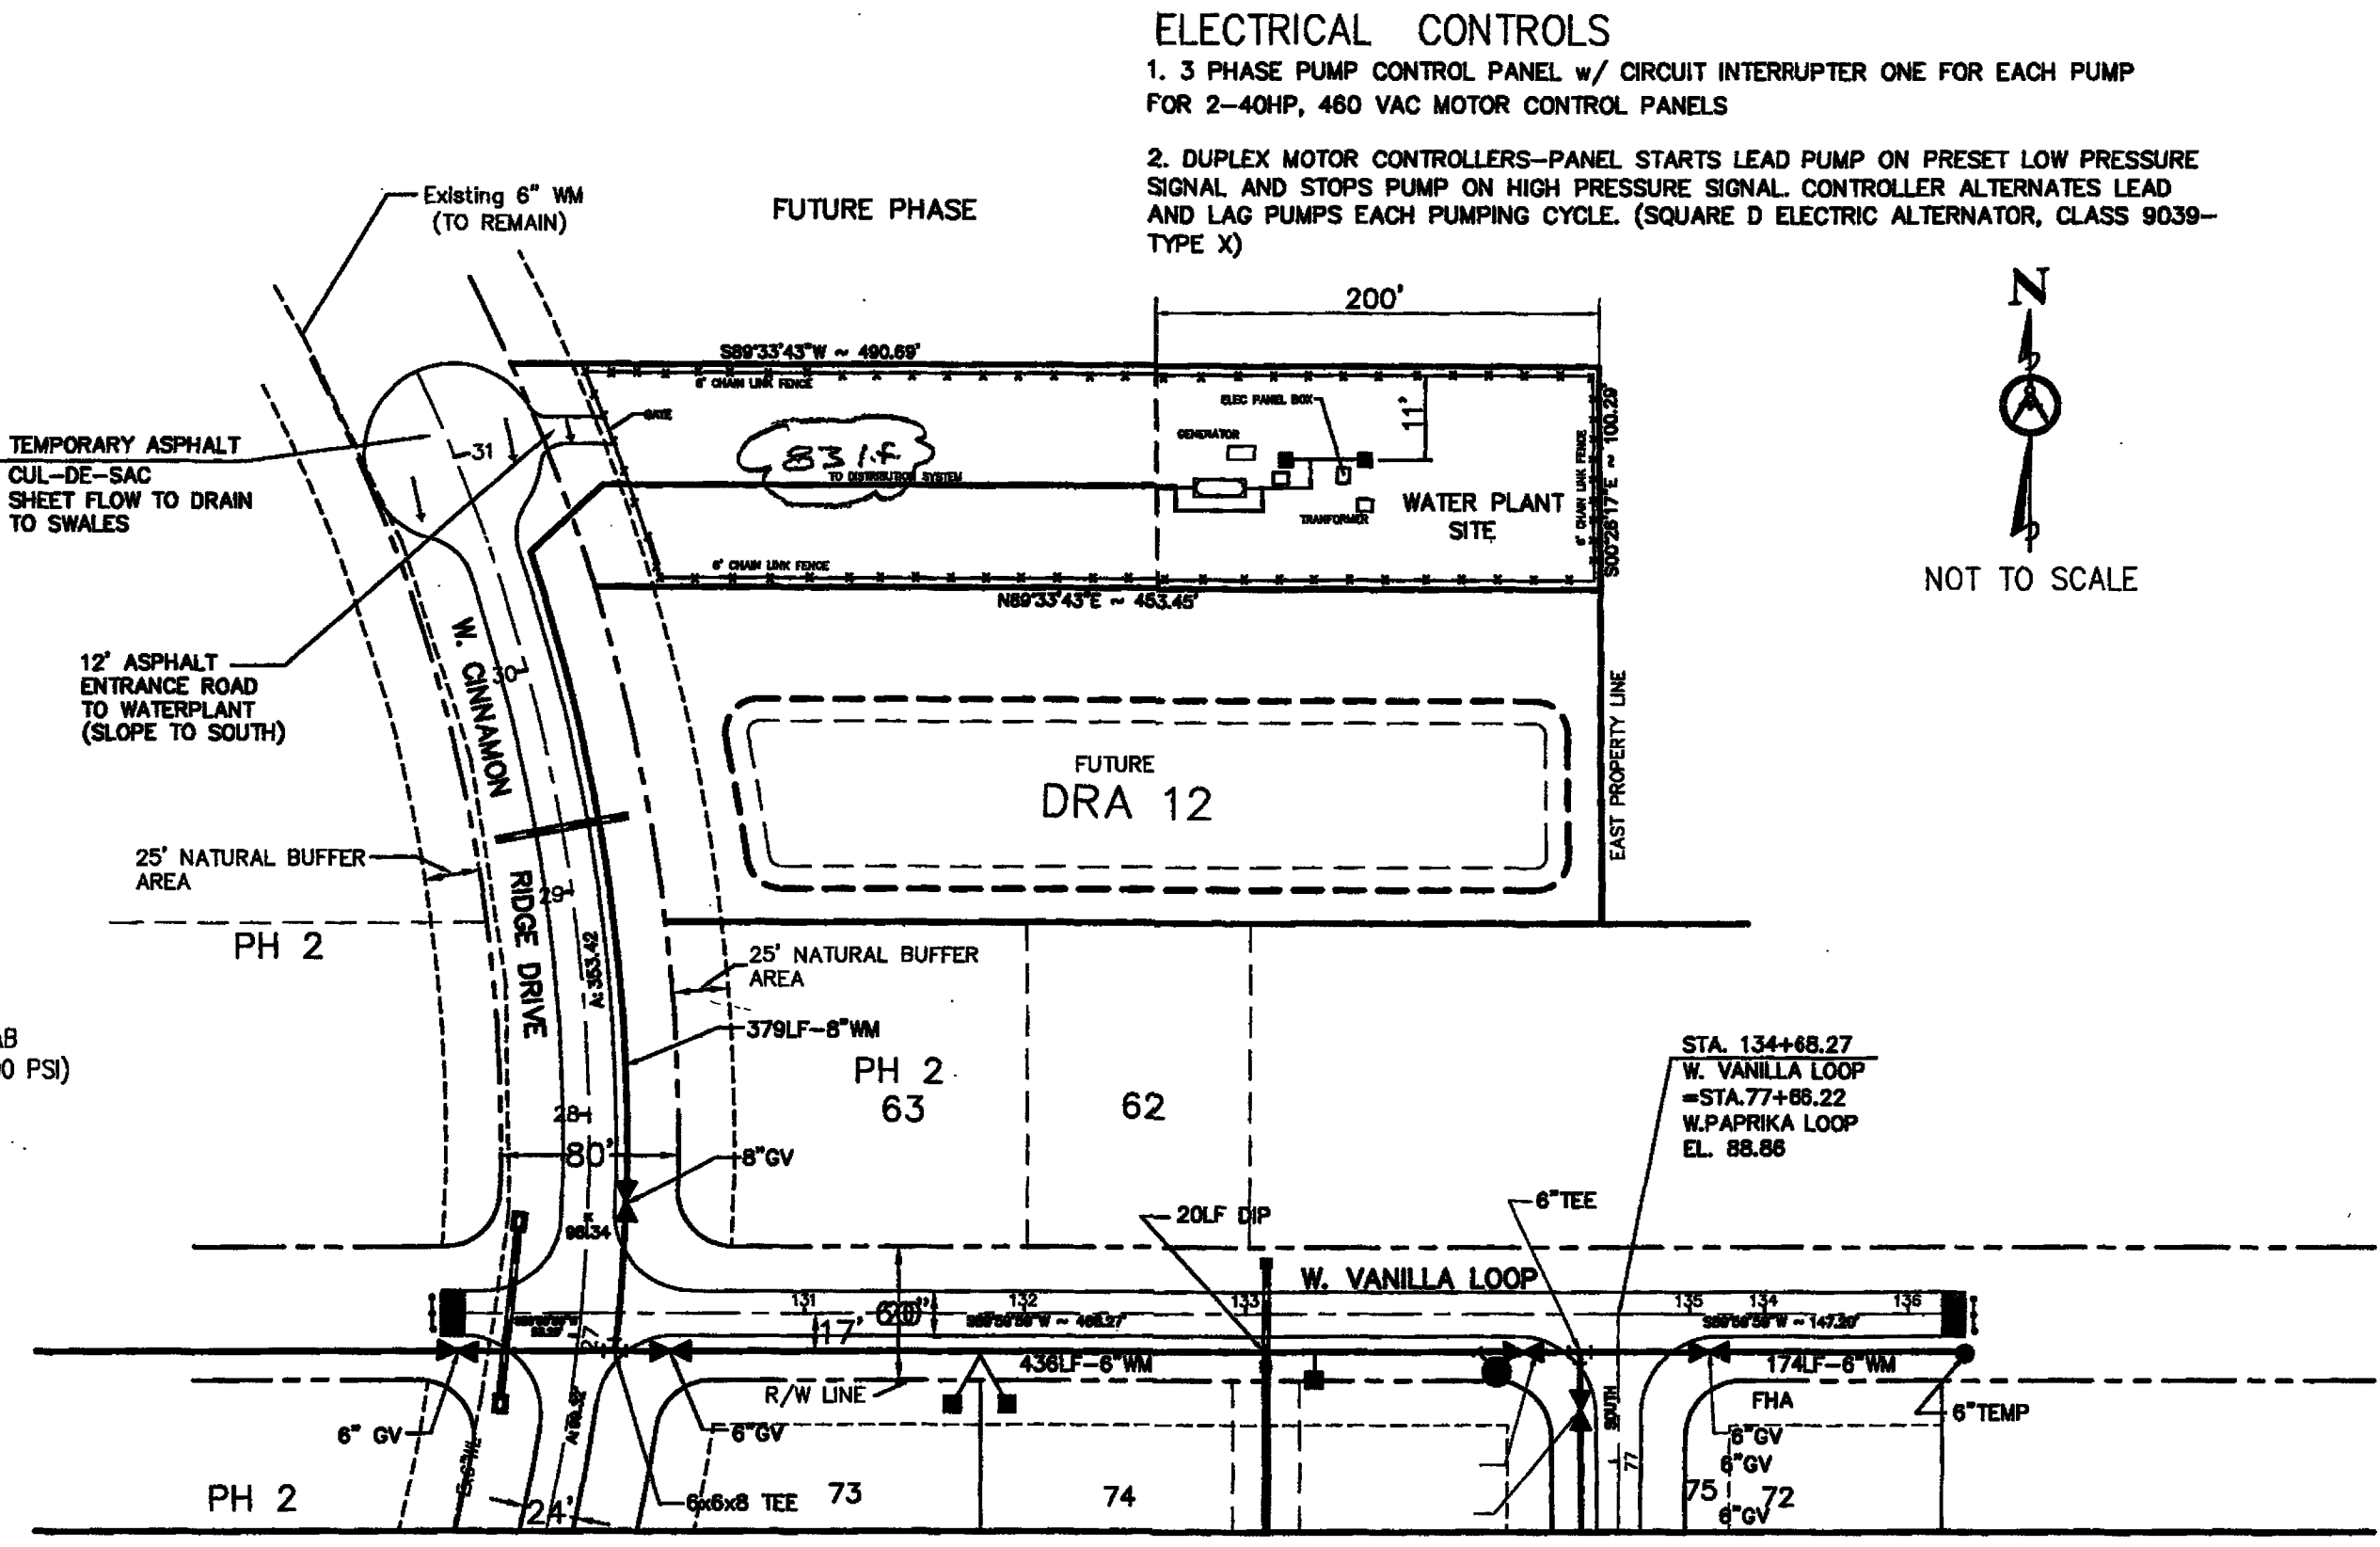 ELECTRICAL CONTROLS
1. 3 PHASE PUMP CONTROL PANEL w/ CIRCUIT INTERRUPTER ONE FOR EACH PUMP
FOR 2-40HP, 460 VAC MOTOR CONTROL PANELS
2. DUPLEX MOTOR CONTROLLERS-PANEL STARTS LEAD PUMP ON PRESET LOW PRESSURE
SIGNAL AND STOPS PUMP ON HIGH PRESSURE SIGNAL. CONTROLLER ALTERNATES LEAD
AND LAG PUMPS EACH PUMPING CYCLE. (SQUARE D ELECTRIC ALTERNATOR, CLASS 9039-
TYPE X)
Existing 6" WM
(TO REMAIN)
FUTURE PHASE
N
NOT TO SCALE
200'
S89°33'43"W ~ 490.69'
6' CHAIN LINK FENCE
GATE
ELEC PANEL BOX
11'
GENERATOR
831 l.f.
TO DISTRIBUTION SYSTEM
WATER PLANT
SITE
TRANFORMER
6' CHAIN LINK FENCE
S00°26'17"E ~ 100.29'
6' CHAIN LINK FENCE
N89°33'43"E ~ 453.45'
TEMPORARY ASPHALT
CUL-DE-SAC
SHEET FLOW TO DRAIN
TO SWALES
31
12' ASPHALT
ENTRANCE ROAD
TO WATERPLANT
(SLOPE TO SOUTH)
W. CINNAMON
RIDGE DRIVE
30
FUTURE
DRA 12
EAST PROPERTY LINE
25' NATURAL BUFFER
AREA
29
A: 353.42
PH 2
25' NATURAL BUFFER
AREA
379LF-8"WM
AB
0 PSI)
PH 2
63
62
28
80'
8"GV
STA. 134+68.27
W. VANILLA LOOP
=STA.77+66.22
W.PAPRIKA LOOP
EL. 88.86
6"TEE
20LF DIP
W. VANILLA LOOP
131
132
133
135
134
136
17'
27
436LF-6"WM
174LF-6"WM
R/W LINE
FHA
6"TEMP
6" GV
6"GV
6"GV
6"GV
6"GV
SOUTH
77
PH 2
24'
6x6x8 TEE
73
74
75
72